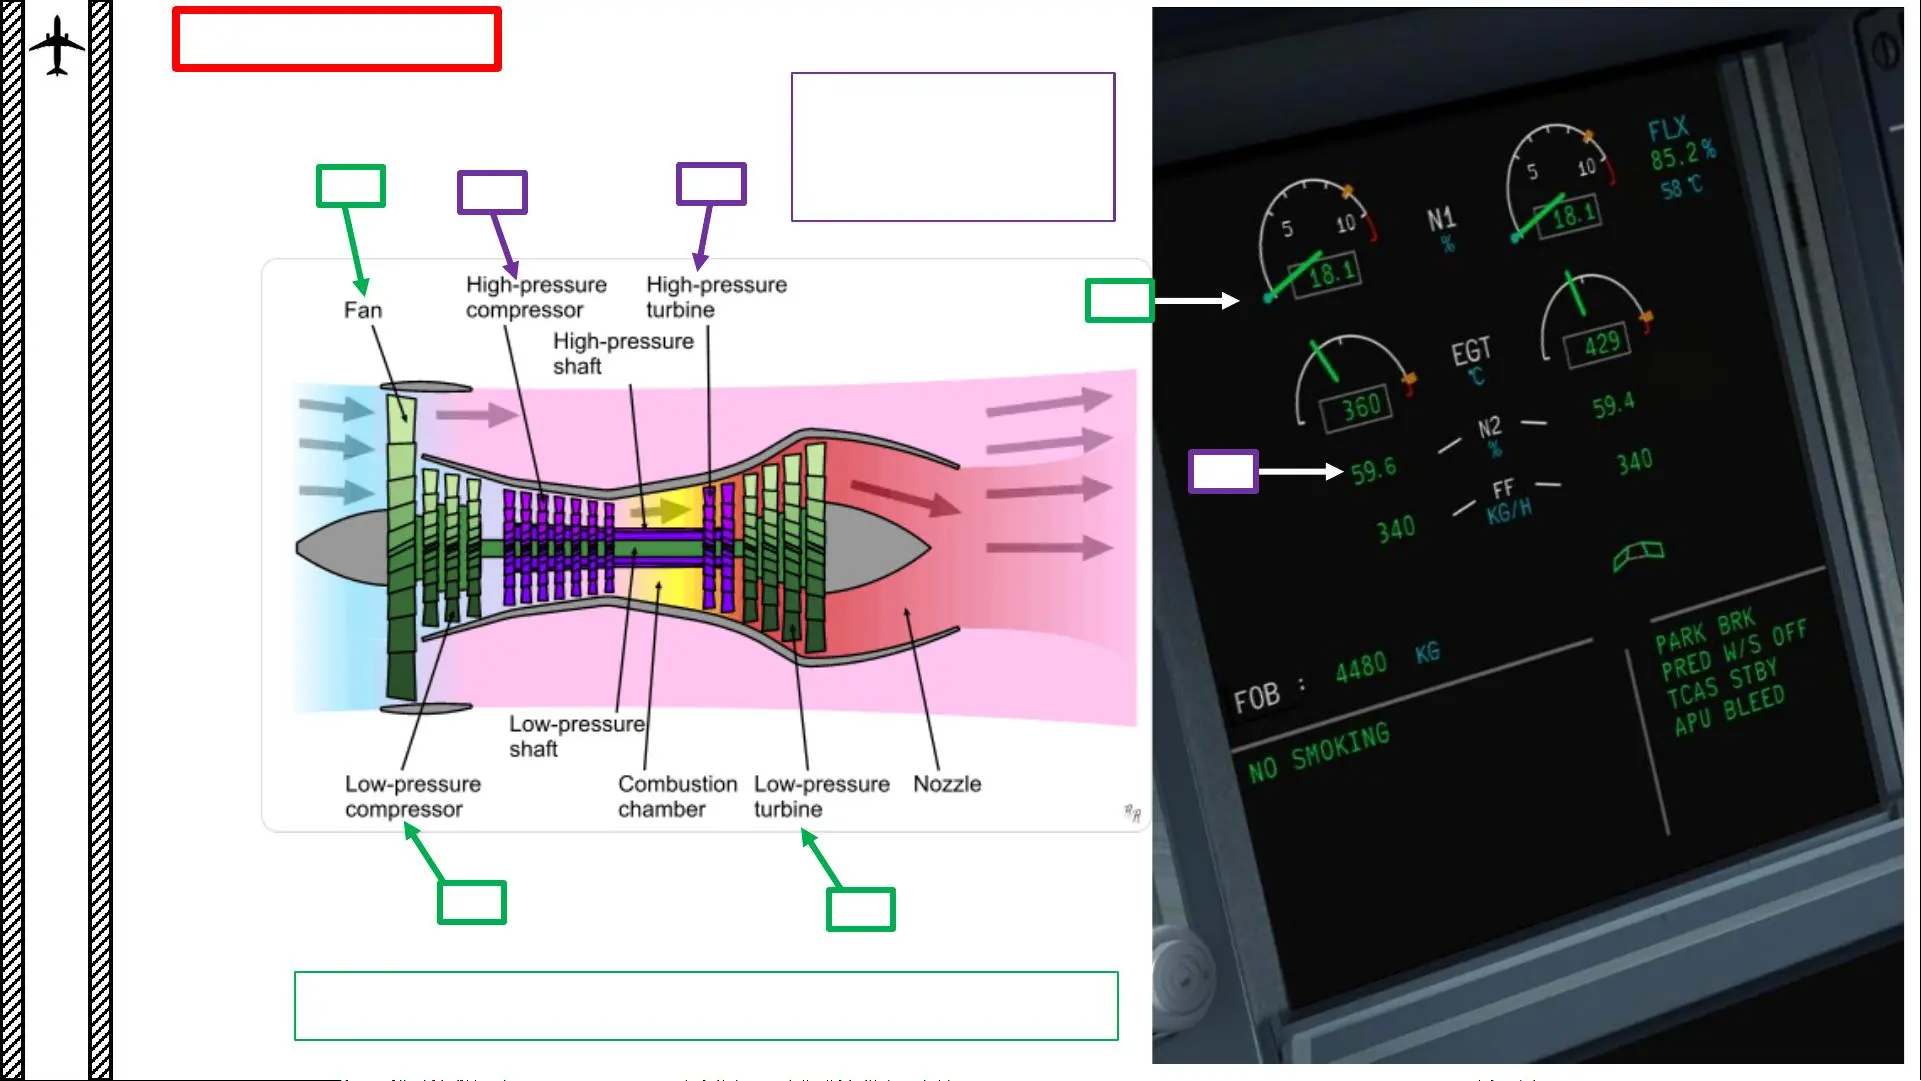 Fan
High-pressure
compressor
High-pressure
turbine
High-pressure
shaft
Low-pressure
shaft
Low-pressure
compressor
Combustion
chamber
Low-pressure
turbine
Nozzle
5
10
18.1
N1
%
5
10
18.1
FLX
85.2%
58 °C
360
EGT
°C
429
59.6
N2
%
59.4
340
FF
KG/H
340
FOB :
4480
KG
NO SMOKING
PARK BRK
PRED W/S OFF
TCAS STBY
APU BLEED